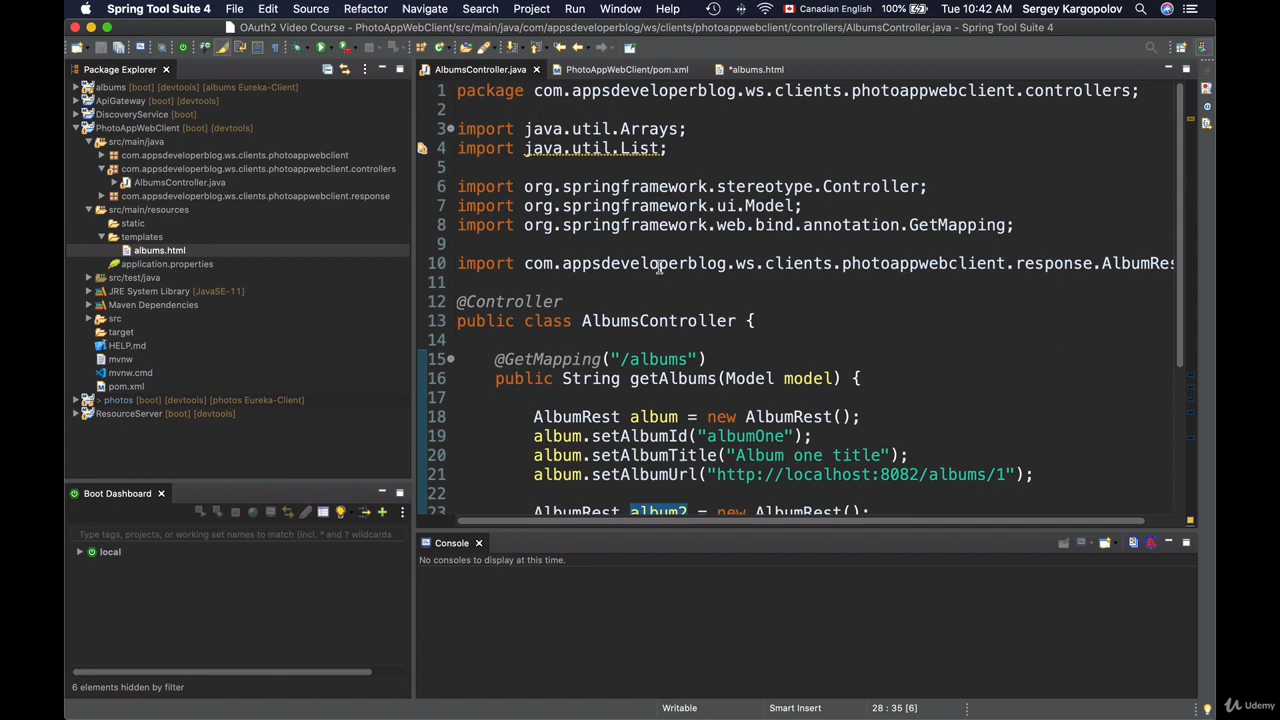 Spring Tool Suite 4 File Edit Source Refactor Navigate Search Project Run Window Help Canadian English 100% Tue 10:42 AM Sergey Kargopolov
OAuth2 Video Course - PhotoAppWebClient/src/main/java/com/appsdeveloperblog/ws/clients/photoappwebclient/controllers/AlbumsController.java - Spring Tool Suite 4
Package Explorer
albums [boot] [devtools] [albums Eureka-Client]
ApiGateway [boot] [devtools]
DiscoveryService [boot] [devtools]
PhotoAppWebClient [boot] [devtools]
src/main/java
com.appsdeveloperblog.ws.clients.photoappwebclient
com.appsdeveloperblog.ws.clients.photoappwebclient.controllers
AlbumsController.java
com.appsdeveloperblog.ws.clients.photoappwebclient.response
src/main/resources
static
templates
albums.html
application.properties
src/test/java
JRE System Library [JavaSE-11]
Maven Dependencies
src
target
HELP.md
mvnw
mvnw.cmd
pom.xml
> photos [boot] [devtools] [photos Eureka-Client]
ResourceServer [boot] [devtools]
Boot Dashboard
Type tags, projects, or working set names to match (incl. * and ? wildcards)
local
6 elements hidden by filter
AlbumsController.java PhotoAppWebClient/pom.xml *albums.html
1 package com.appsdeveloperblog.ws.clients.photoappwebclient.controllers;
2
3 import java.util.Arrays;
4 import java.util.List;
5
6 import org.springframework.stereotype.Controller;
7 import org.springframework.ui.Model;
8 import org.springframework.web.bind.annotation.GetMapping;
9
10 import com.appsdeveloperblog.ws.clients.photoappwebclient.response.AlbumRes
11
12 @Controller
13 public class AlbumsController {
14
15 @GetMapping("/albums")
16 public String getAlbums(Model model) {
17
18 AlbumRest album = new AlbumRest();
19 album.setAlbumId("albumOne");
20 album.setAlbumTitle("Album one title");
21 album.setAlbumUrl("http://localhost:8082/albums/1");
22
23 AlbumRest album2 = new AlbumRest();
Console
No consoles to display at this time.
Writable Smart Insert 28 : 35 [6]
Udemy